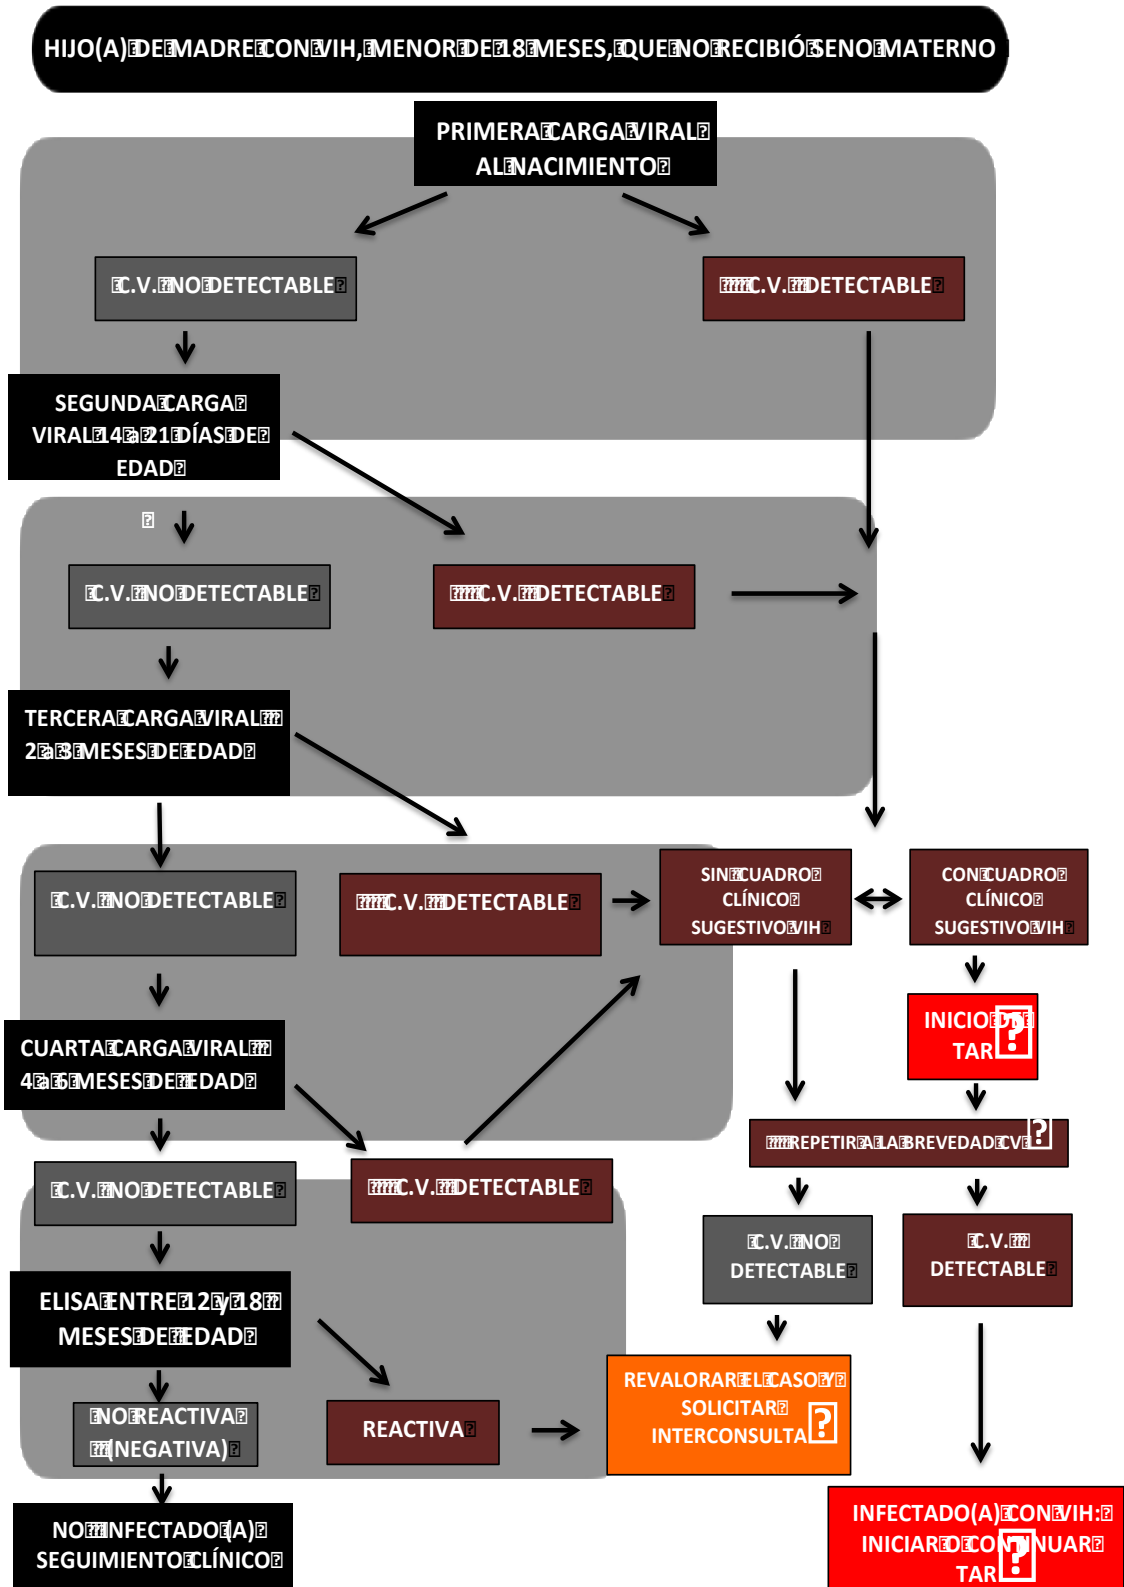 HIJO(A) DE MADRE CON VIH, MENOR DE 18 MESES, QUE NO RECIBIÓ SENO MATERNO
PRIMERA CARGA VIRAL
AL NACIMIENTO
C.V. NO DETECTABLE
C.V. DETECTABLE
SEGUNDA CARGA
VIRAL 14 a 21 DÍAS DE
EDAD
C.V. NO DETECTABLE
C.V. DETECTABLE
TERCERA CARGA VIRAL
2 a 3 MESES DE EDAD
C.V. NO DETECTABLE
C.V. DETECTABLE
SIN CUADRO
CLÍNICO
SUGESTIVO VIH
CON CUADRO
CLÍNICO
SUGESTIVO VIH
INICIO DE
TAR
CUARTA CARGA VIRAL
4 a 6 MESES DE EDAD
REPETIR A LA BREVEDAD CV
C.V. NO DETECTABLE
C.V. DETECTABLE
C.V. NO
DETECTABLE
C.V.
DETECTABLE
ELISA ENTRE 12 y 18
MESES DE EDAD
NO REACTIVA
(NEGATIVA)
REACTIVA
REVALORAR EL CASO Y
SOLICITAR
INTERCONSULTA
NO INFECTADO (A)
SEGUIMIENTO CLÍNICO
INFECTADO(A) CON VIH:
INICIAR O CONTINUAR
TAR